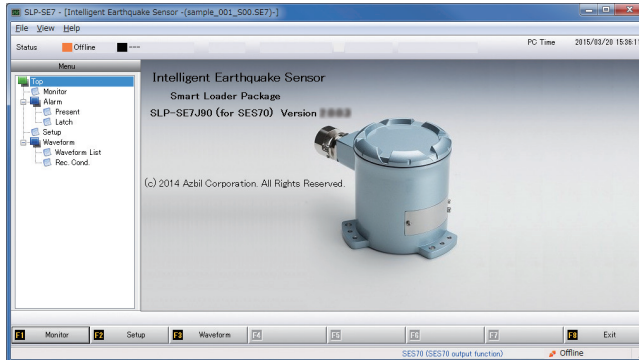 SLP-SE7 - [Intelligent Earthquake Sensor -(sample_001_S00.SE7)-]
File View Help
Status Offline ---- PC Time 2015/03/20 15:36:1
Menu
Top
Monitor
Alarm
Present
Latch
Setup
Waveform
Waveform List
Rec. Cond.
Intelligent Earthquake Sensor
Smart Loader Package
SLP-SE7J90 (for SES70) Version
(c) 2014 Azbil Corporation. All Rights Reserved.
F1 Monitor F2 Setup F3 Waveform F4 F5 F6 F7 F8 Exit
SES70 (SES70 output function) Offline